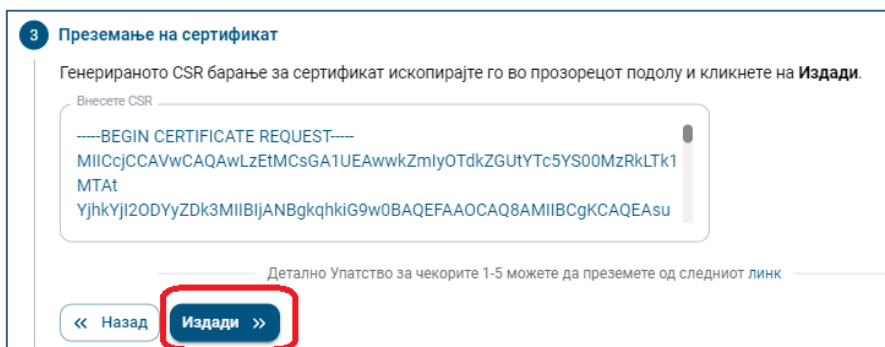 3 Преземање на сертификат
Генерираното CSR барање за сертификат ископирајте го во прозорецот подолу и кликнете на Издади.
Внесете CSR
-----BEGIN CERTIFICATE REQUEST-----
MIICcjCCAVwCAQAwLzEtMCsGA1UEAwwkZmIyOTdkZGUtYTc5YS00MzRkLTk1
MTAt
YjhkYjI2ODYyZDk3MIIBIjANBgkqhkiG9w0BAQEFAAOCAQ8AMIIBCgKCAQEAsu
Детално Упатство за чекорите 1-5 можете да преземете од следниот линк
« Назад
Издади »